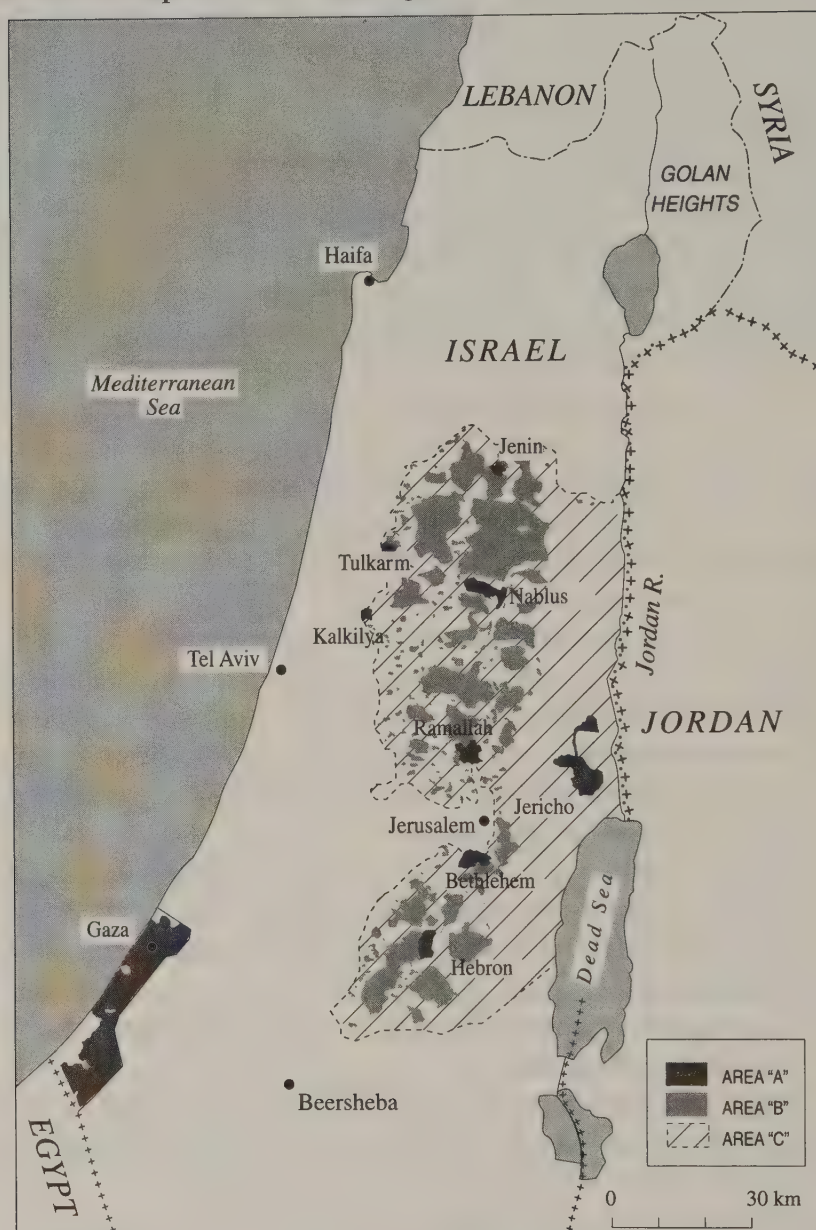 LEBANON
SYRIA
GOLAN
HEIGHTS
Haifa
ISRAEL
Mediterranean
Sea
Jenin
Tulkarm
Nablus
Kalkilya
Jordan R.
Tel Aviv
JORDAN
Ramallah
Jericho
Jerusalem
Bethlehem
Dead Sea
Gaza
Hebron
AREA "A"
AREA "B"
AREA "C"
Beersheba
EGYPT
0 30 km